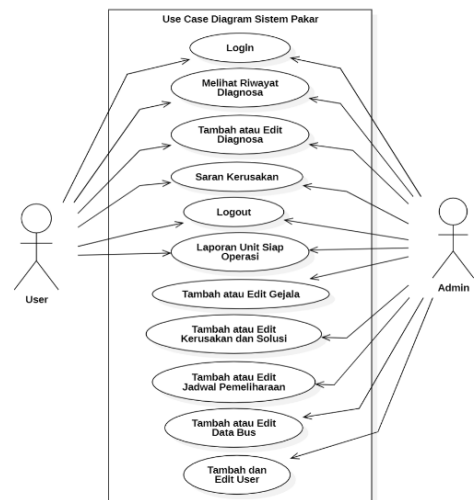 Use Case Diagram Sistem Pakar
Login
Melihat Riwayat
DIagnosa
Tambah atau Edit
Diagnosa
Saran Kerusakan
Logout
Laporan Unit Siap
Operasi
User
Admin
Tambah atau Edit Gejala
Tambah atau Edit
Kerusakan dan Solusi
Tambah atau Edit
Jadwal Pemeliharaan
Tambah atau Edit
Data Bus
Tambah dan
Edit User